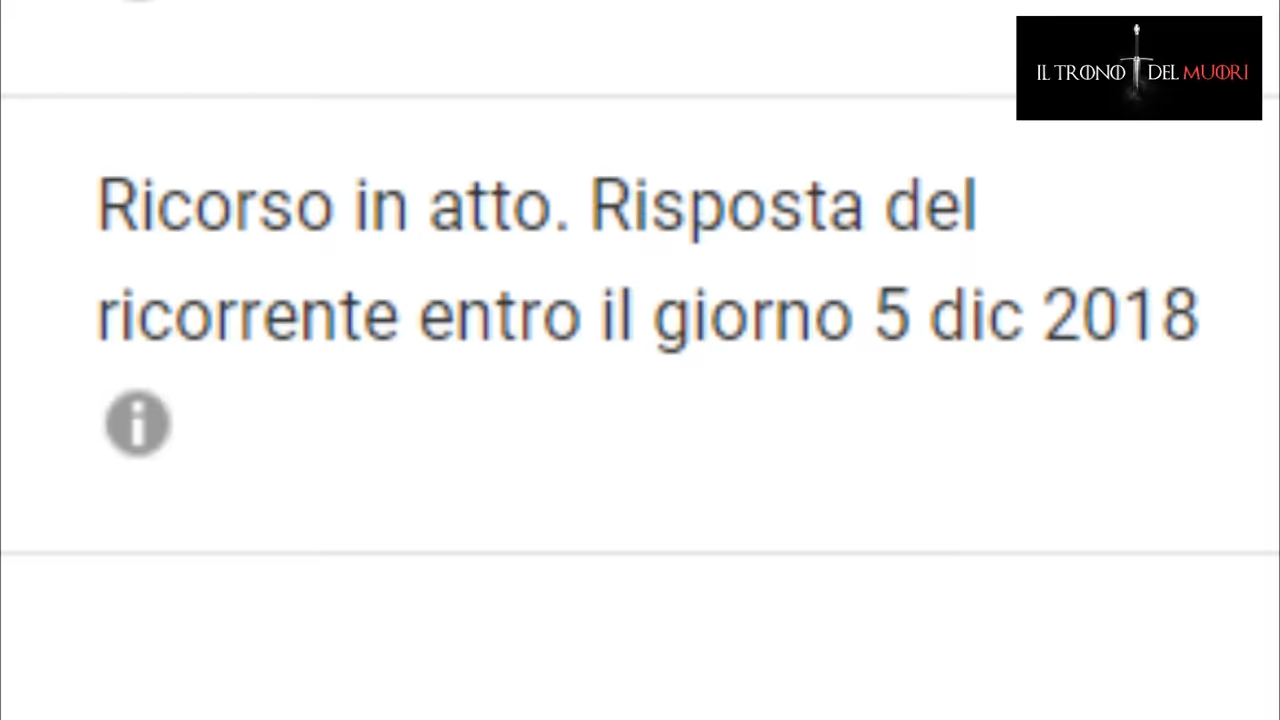 IL TRONO DEL MUORI
Ricorso in atto. Risposta del
ricorrente entro il giorno 5 dic 2018